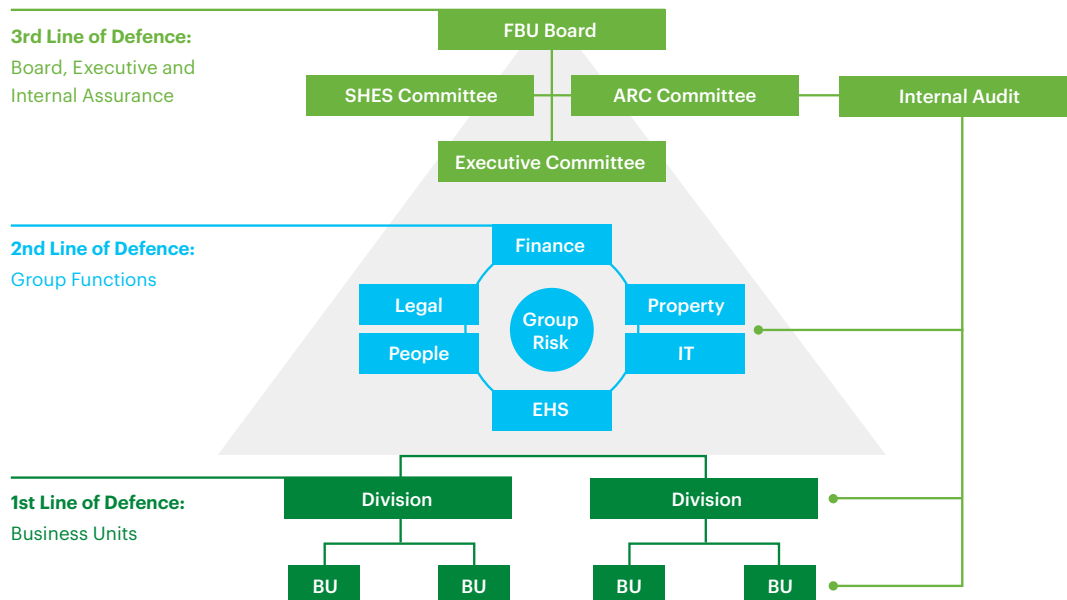 3rd Line of Defence:
Board, Executive and
Internal Assurance
FBU Board
SHES Committee
ARC Committee
Internal Audit
Executive Committee
2nd Line of Defence:
Group Functions
Finance
Legal
Property
Group
Risk
People
IT
EHS
1st Line of Defence:
Business Units
Division
Division
BU
BU
BU
BU